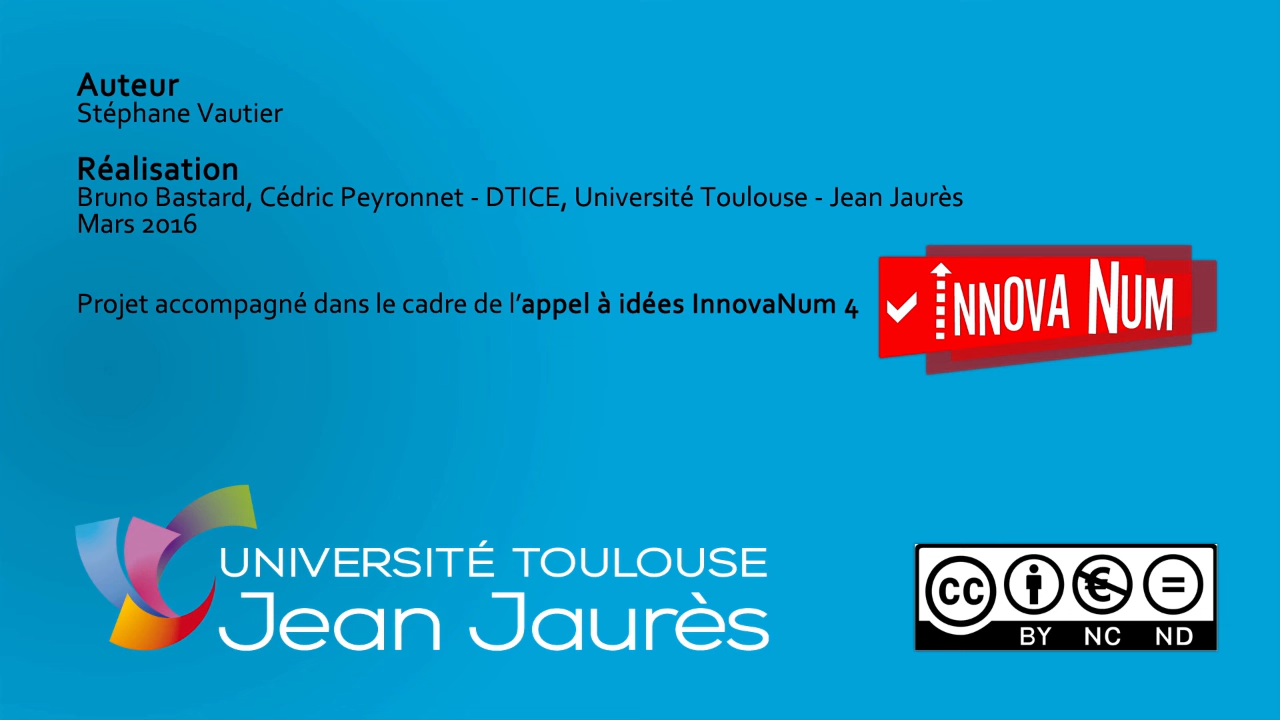 Auteur
Stéphane Vautier
Réalisation
Bruno Bastard, Cédric Peyronnet - DTICE, Université Toulouse - Jean Jaurès
Mars 2016
Projet accompagné dans le cadre de l’appel à idées InnovaNum 4
INNOVA NUM
UNIVERSITÉ TOULOUSE
Jean Jaurès
cc
BY NC ND